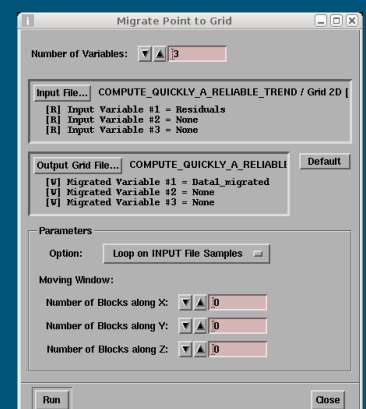 Migrate Point to Grid
Number of Variables: 3
Input File... COMPUTE_QUICKLY_A_RELIABLE_TREND / Grid 2D [
[R] Input Variable #1 = Residuals
[R] Input Variable #2 = None
[R] Input Variable #3 = None
Output Grid File... COMPUTE_QUICKLY_A_RELIABLE Default
[W] Migrated Variable #1 = Data1_migrated
[W] Migrated Variable #2 = None
[W] Migrated Variable #3 = None
Parameters
Option: Loop on INPUT File Samples
Moving Window:
Number of Blocks along X: 0
Number of Blocks along Y: 0
Number of Blocks along Z: 0
Run Close